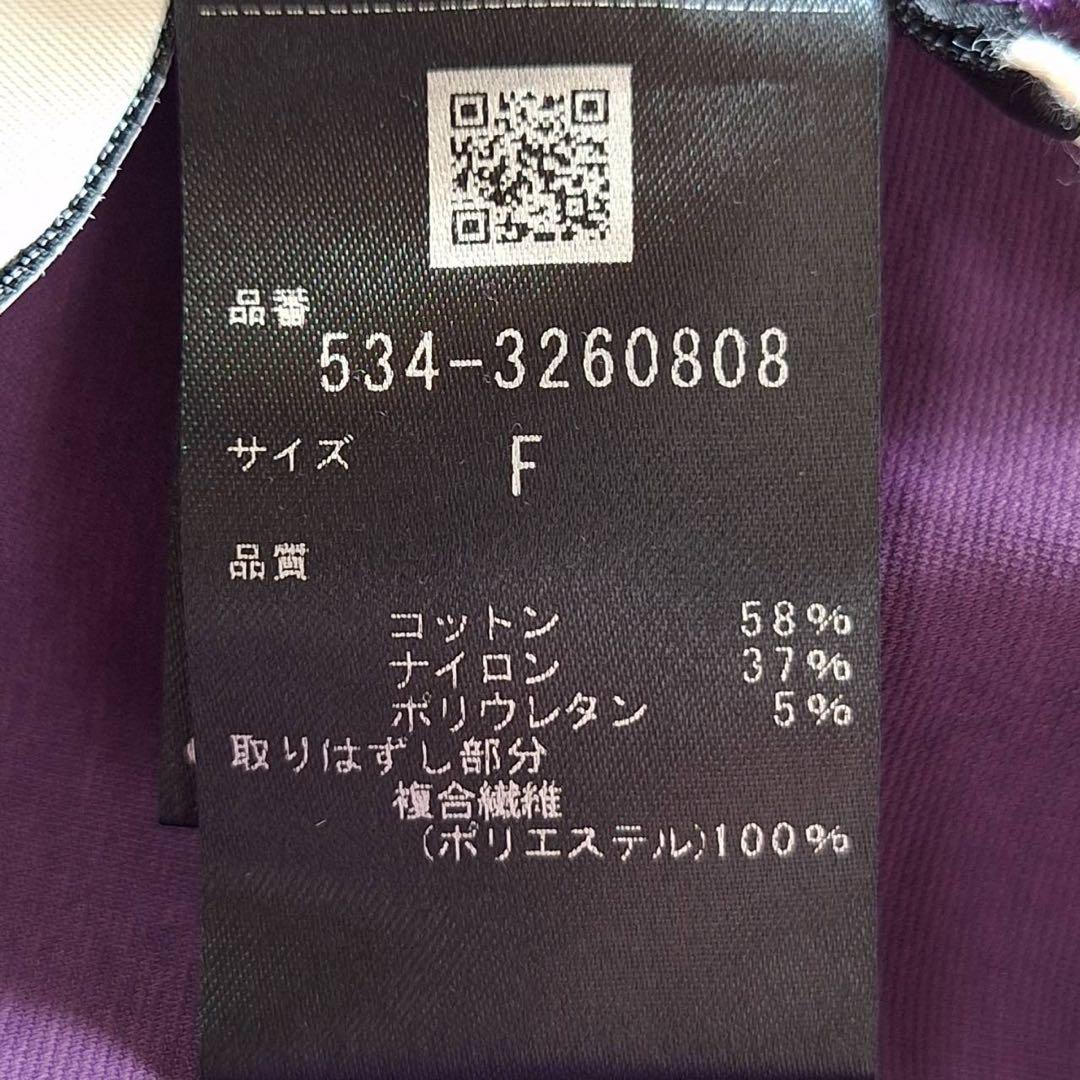 品番
534-3260808
サイズ F
品質
コットン 58%
ナイロン 37%
ポリウレタン 5%
取りはずし部分
複合繊維
(ポリエステル)100%